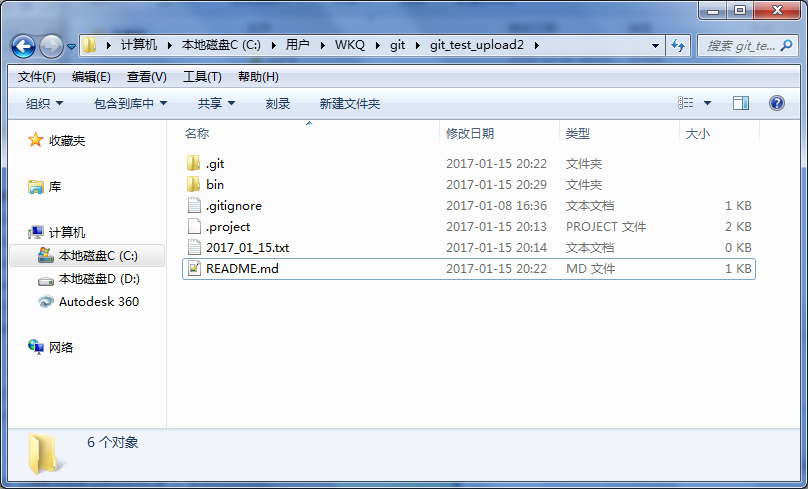 计算机 ▸ 本地磁盘C (C:) ▸ 用户 ▸ WKQ ▸ git ▸ git_test_upload2 ▸
搜索 git_te...
文件(F) 编辑(E) 查看(V) 工具(T) 帮助(H)
组织 包含到库中 共享 刻录 新建文件夹
收藏夹
库
计算机
本地磁盘C (C:)
本地磁盘D (D:)
Autodesk 360
网络
名称 修改日期 类型 大小
.git 2017-01-15 20:22 文件夹
bin 2017-01-15 20:29 文件夹
.gitignore 2017-01-08 16:36 文本文档 1 KB
.project 2017-01-15 20:13 PROJECT 文件 2 KB
2017_01_15.txt 2017-01-15 20:14 文本文档 0 KB
README.md 2017-01-15 20:22 MD 文件 1 KB
6 个对象